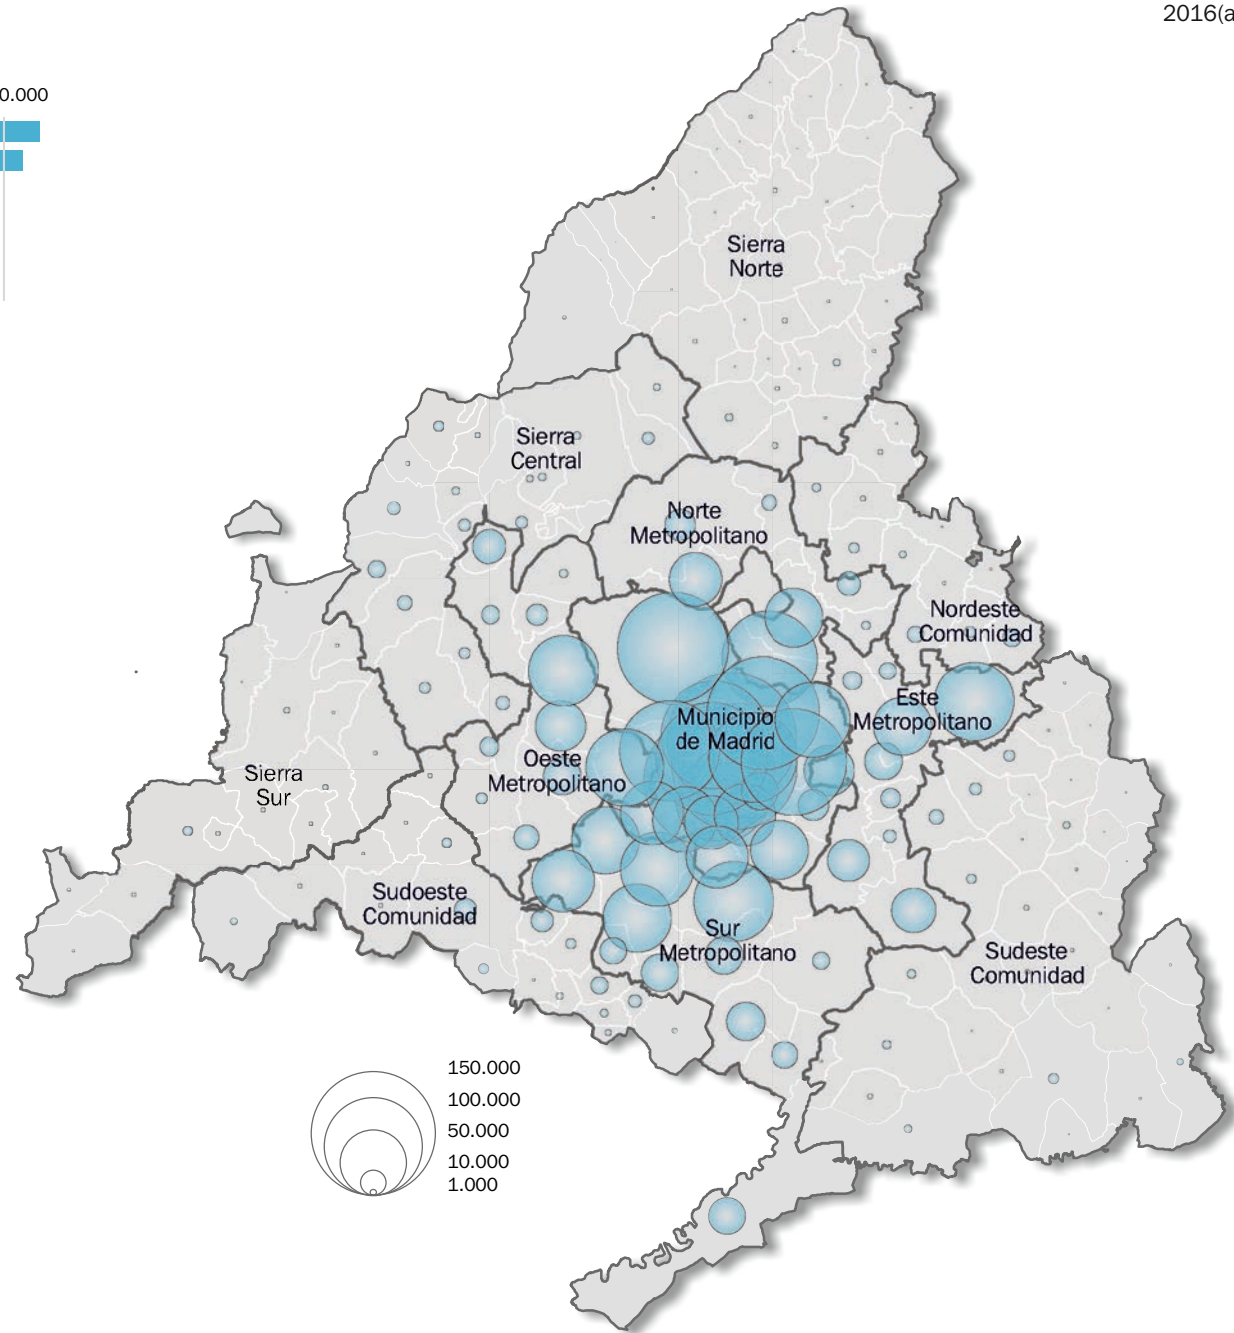 2016(a
0.000
Sierra
Norte
Sierra
Central
Norte
Metropolitano
Nordeste
Comunidad
Este
Metropolitano
Municipio
de Madrid
Oeste
Metropolitano
Sierra
Sur
Sudoeste
Comunidad
Sur
Metropolitano
Sudeste
Comunidad
150.000
100.000
50.000
10.000
1.000